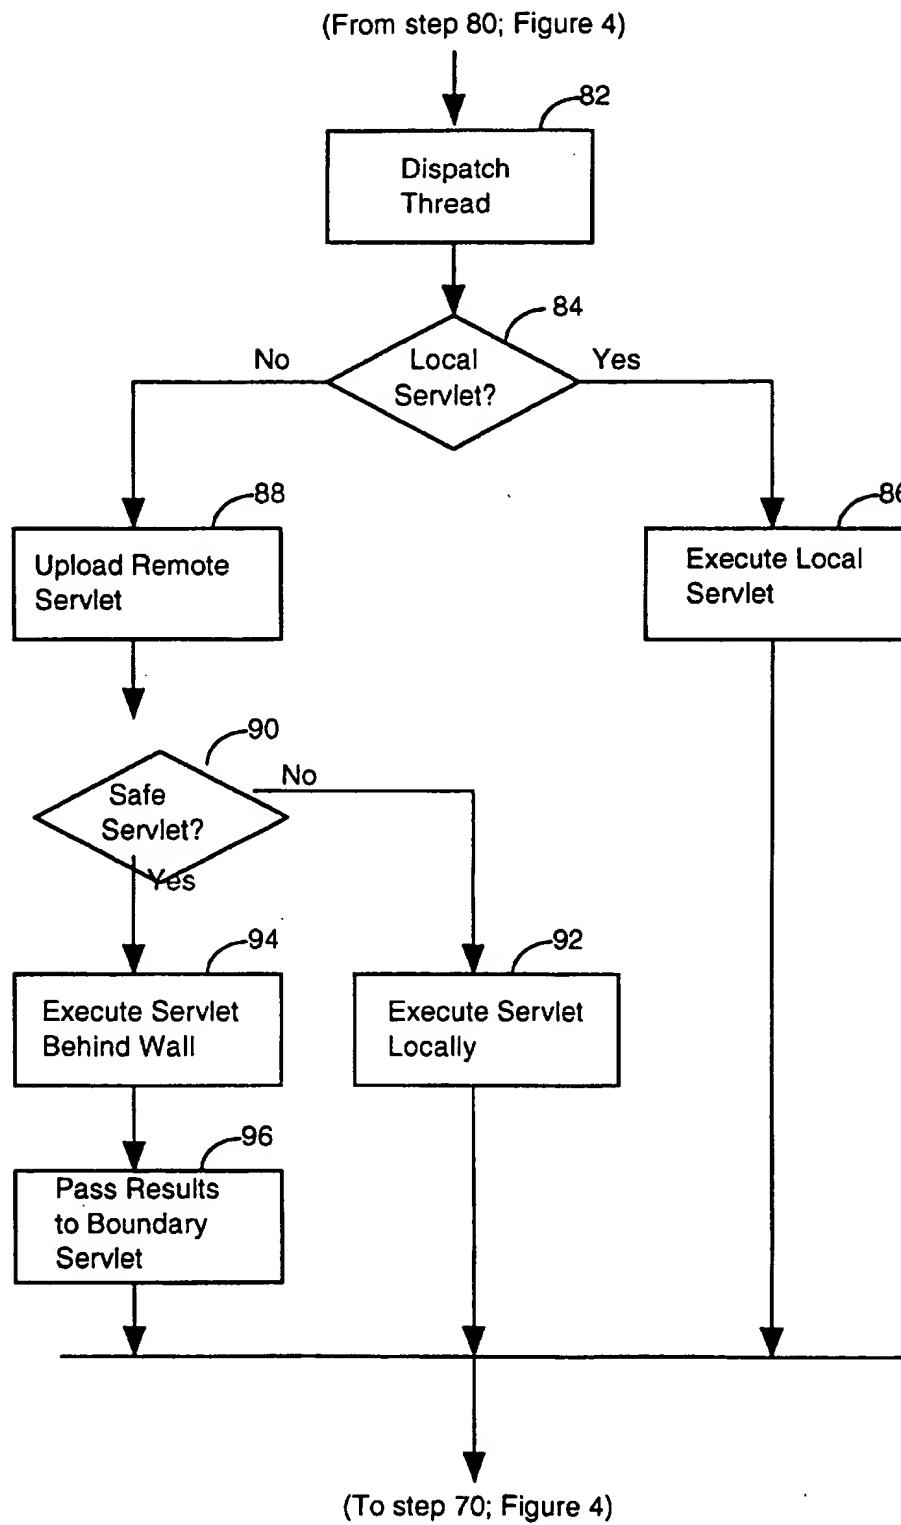 (From step 80; Figure 4)
82
Dispatch
Thread
84
Local
Servlet?
No
Yes
88
86
Upload Remote
Servlet
Execute Local
Servlet
90
Safe
Servlet?
No
Yes
94
92
Execute Servlet
Behind Wall
Execute Servlet
Locally
96
Pass Results
to Boundary
Servlet
(To step 70; Figure 4)